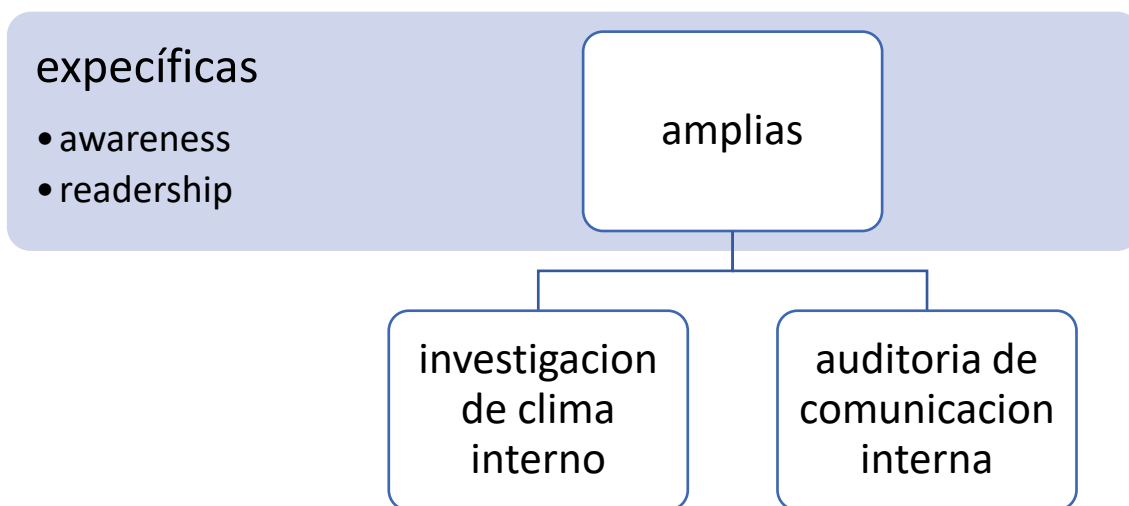 expecíficas
• awareness
• readership
amplias
investigacion
de clima
interno
auditoria de
comunicacion
interna